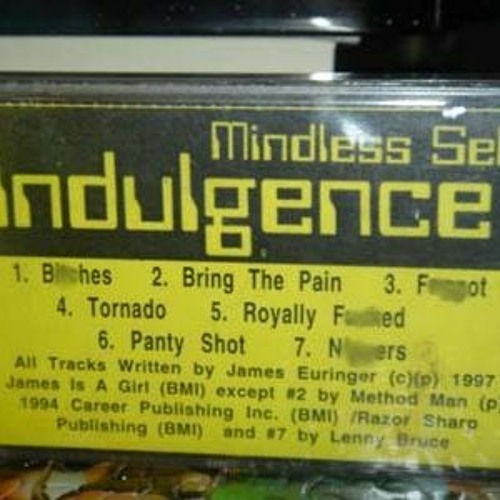 Mindless Sel
indulgence
1. 2. Bring The Pain 3.
4. Tornado 5. Royally
6. Panty Shot 7.
All Tracks Written by James Euringer (c)(p) 1997
James Is A Girl (BMI) except #2 by Method Man (p)
1994 Career Publishing Inc. (BMI) /Razor Sharp
Publishing (BMI) and #7 by Lenny Bruce